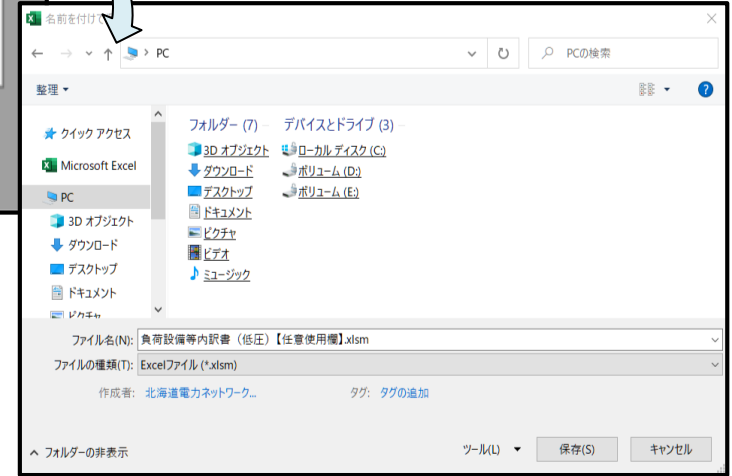 名前を付けて
PC
PCの検索
整理
クイック アクセス
Microsoft Excel
PC
3D オブジェクト
ダウンロード
デスクトップ
ドキュメント
ピクチャ
フォルダー (7)
3D オブジェクト
ダウンロード
デスクトップ
ドキュメント
ピクチャ
ビデオ
ミュージック
デバイスとドライブ (3)
ローカル ディスク (C:)
ボリューム (D:)
ボリューム (E:)
ファイル名(N): 負荷設備等内訳書（低圧）【任意使用欄】.xlsm
ファイルの種類(T): Excelファイル (*.xlsm)
作成者: 北海道電力ネットワーク... タグ: タグの追加
フォルダーの非表示 ツール(L) 保存(S) キャンセル